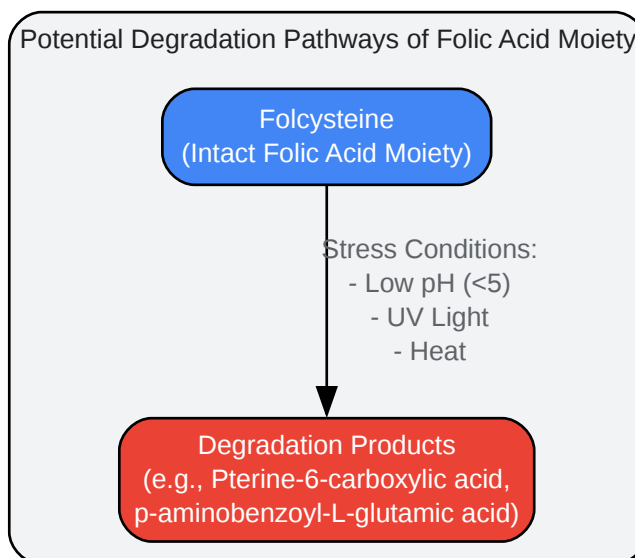 Potential Degradation Pathways of Folic Acid Moiety
Folcysteine
(Intact Folic Acid Moiety)
Stress Conditions:
- Low pH (<5)
- UV Light
- Heat
Degradation Products
(e.g., Pterine-6-carboxylic acid,
p-aminobenzoyl-L-glutamic acid)